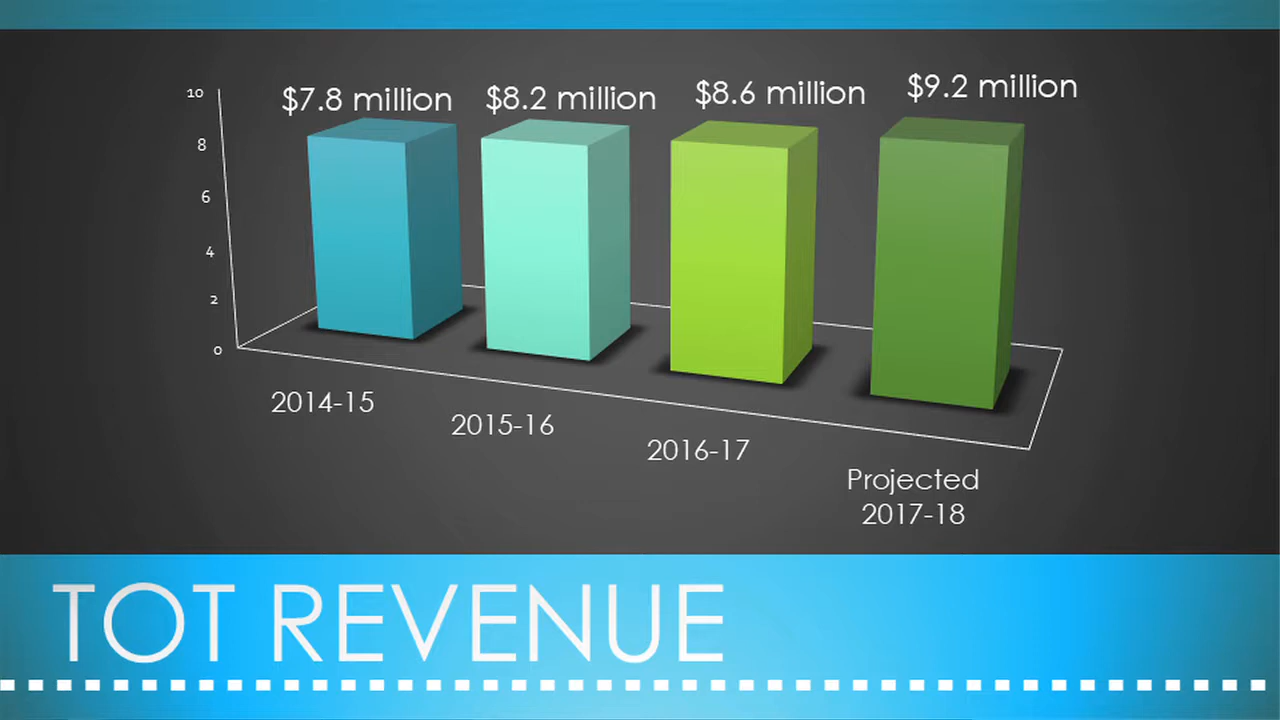 $7.8 million
$8.2 million
$8.6 million
$9.2 million
10
8
6
4
2
0
2014-15
2015-16
2016-17
Projected
2017-18
TOT REVENUE